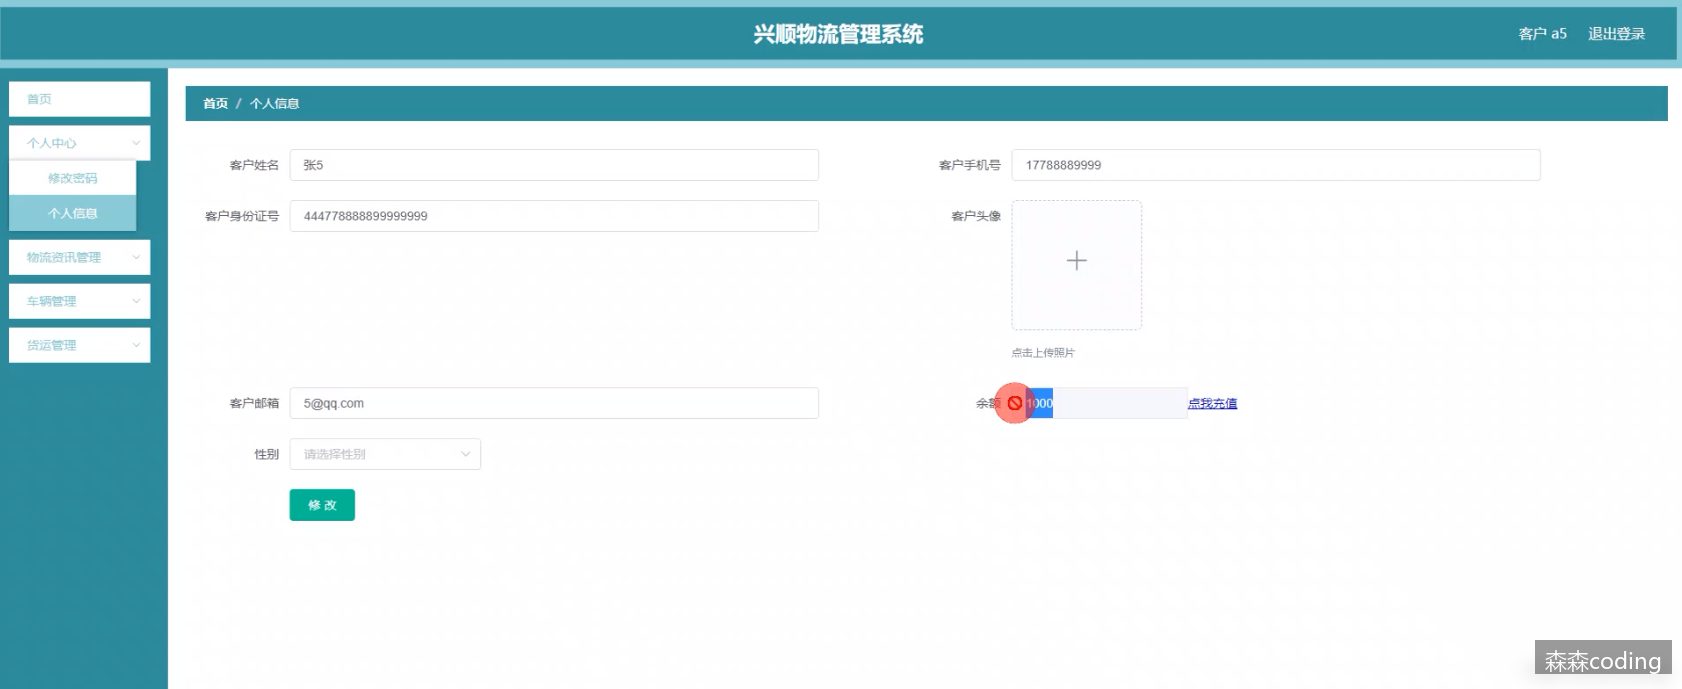 兴顺物流管理系统
客户 a5 退出登录
首页
个人中心
修改密码
个人信息
物流资讯管理
车辆管理
货运管理
首页 / 个人信息
客户姓名 张5
客户手机号 17788889999
客户身份证号 444778888899999999
客户头像
点击上传照片
客户邮箱 5@qq.com
余额 1000 点我充值
性别 请选择性别
修 改
森森coding